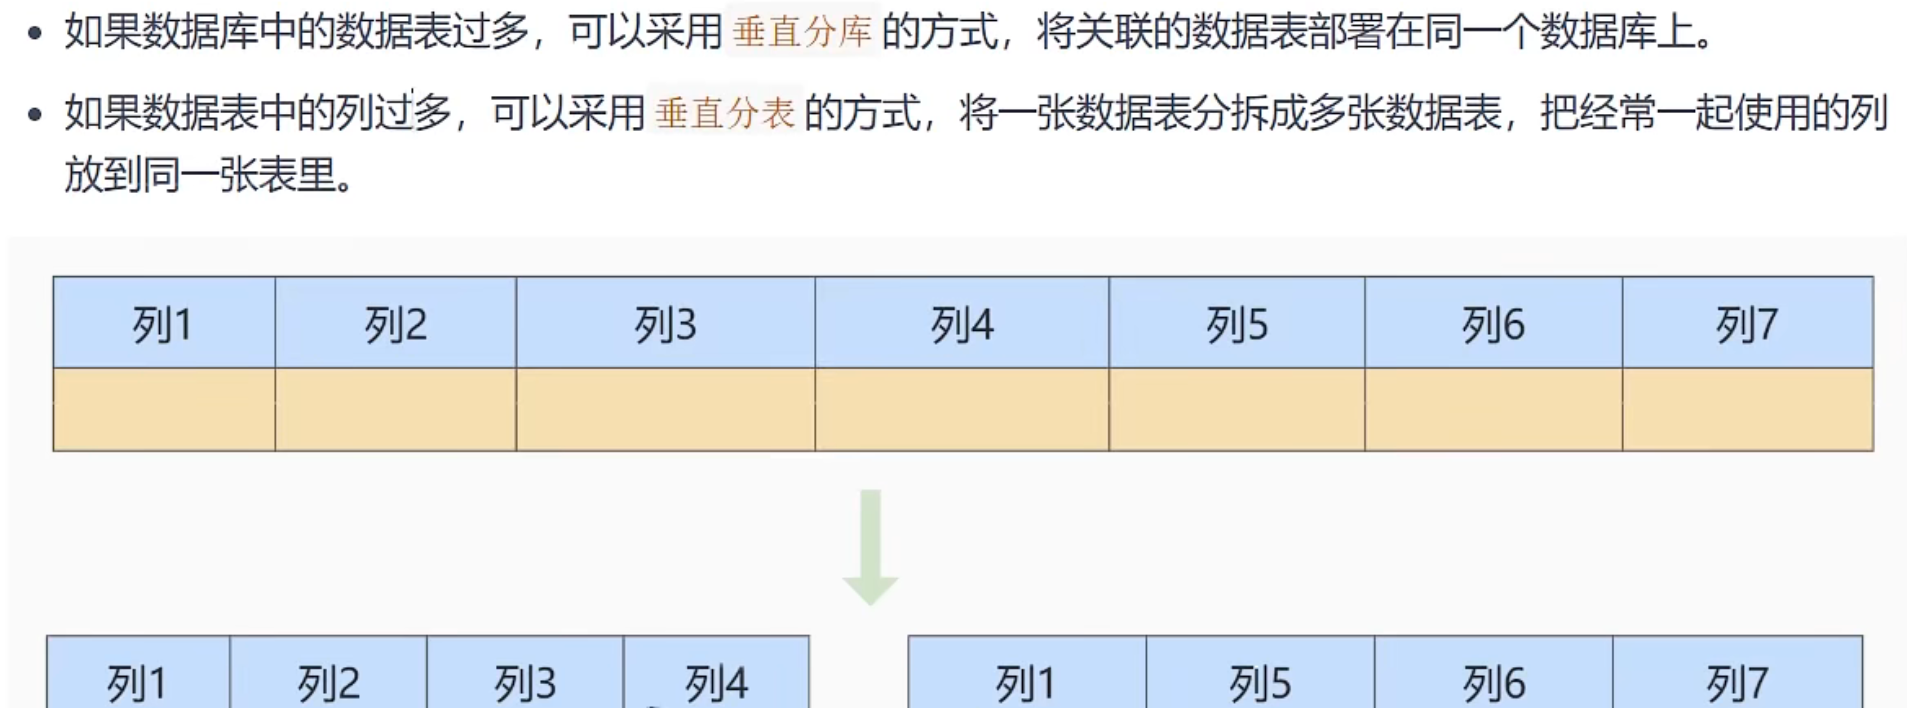 如果数据库中的数据表过多，可以采用 垂直分库 的方式，将关联的数据表部署在同一个数据库上。
如果数据表中的列过多，可以采用 垂直分表 的方式，将一张数据表分拆成多张数据表，把经常一起使用的列
放到同一张表里。
列1 列2 列3 列4 列5 列6 列7
列1 列2 列3 列4 列1 列5 列6 列7